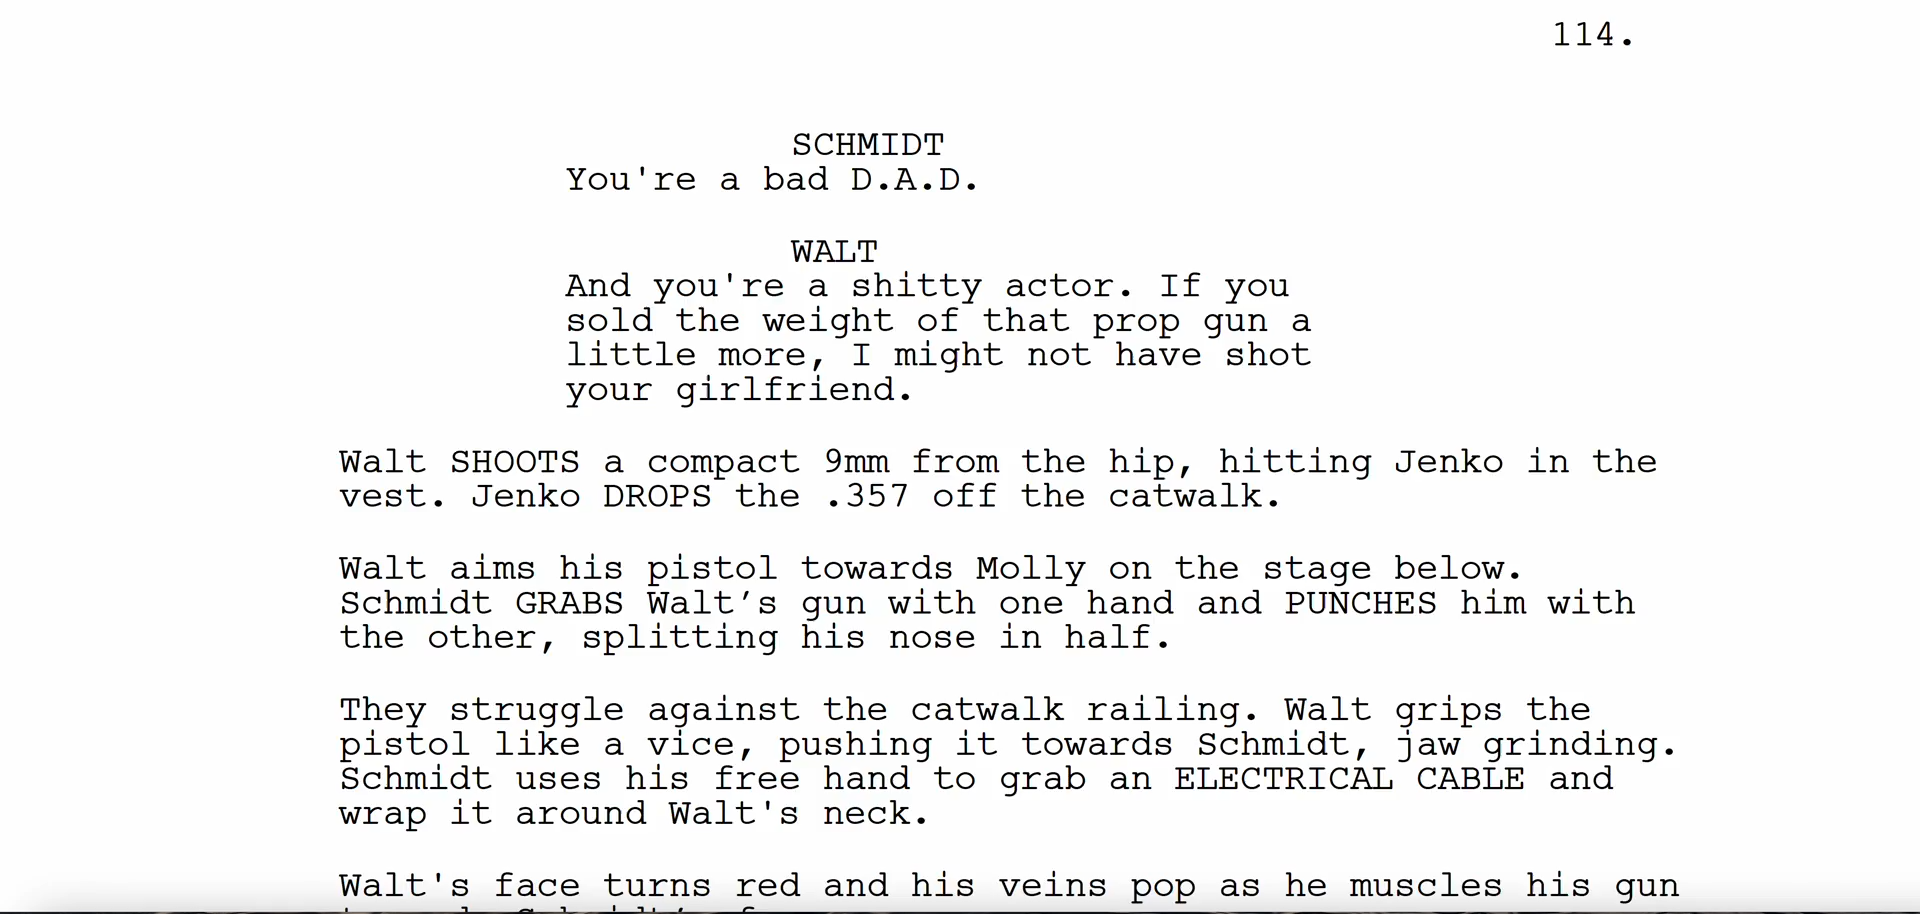 114.
SCHMIDT
You're a bad D.A.D.
WALT
And you're a shitty actor. If you
sold the weight of that prop gun a
little more, I might not have shot
your girlfriend.
Walt SHOOTS a compact 9mm from the hip, hitting Jenko in the
vest. Jenko DROPS the .357 off the catwalk.
Walt aims his pistol towards Molly on the stage below.
Schmidt GRABS Walt’s gun with one hand and PUNCHES him with
the other, splitting his nose in half.
They struggle against the catwalk railing. Walt grips the
pistol like a vice, pushing it towards Schmidt, jaw grinding.
Schmidt uses his free hand to grab an ELECTRICAL CABLE and
wrap it around Walt's neck.
Walt's face turns red and his veins pop as he muscles his gun